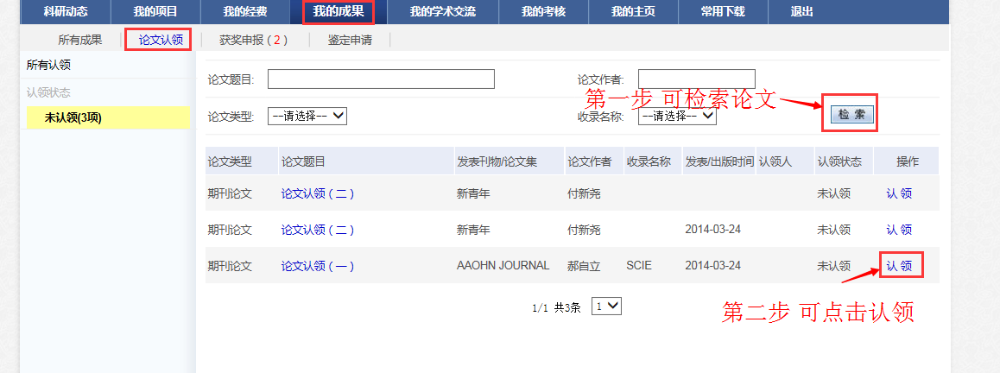 科研动态 我的项目 我的经费 我的成果 我的学术交流 我的考核 我的主页 常用下载 退出
所有成果 论文认领 获奖申报 ( 2 ) 鉴定申请
所有认领
认领状态
未认领(3项)
论文题目: 论文作者:
第一步 可检索论文
论文类型: --请选择-- 收录名称: --请选择-- 检 索
论文类型 论文题目 发表刊物/论文集 论文作者 收录名称 发表/出版时间 认领人 认领状态 操作
期刊论文 论文认领 ( 二 ) 新青年 付新尧 未认领 认 领
期刊论文 论文认领 ( 二 ) 新青年 付新尧 2014-03-24 未认领 认 领
期刊论文 论文认领 ( 一 ) AAOHN JOURNAL 郝自立 SCIE 2014-03-24 未认领 认 领
1/1 共3条 1
第二步 可点击认领